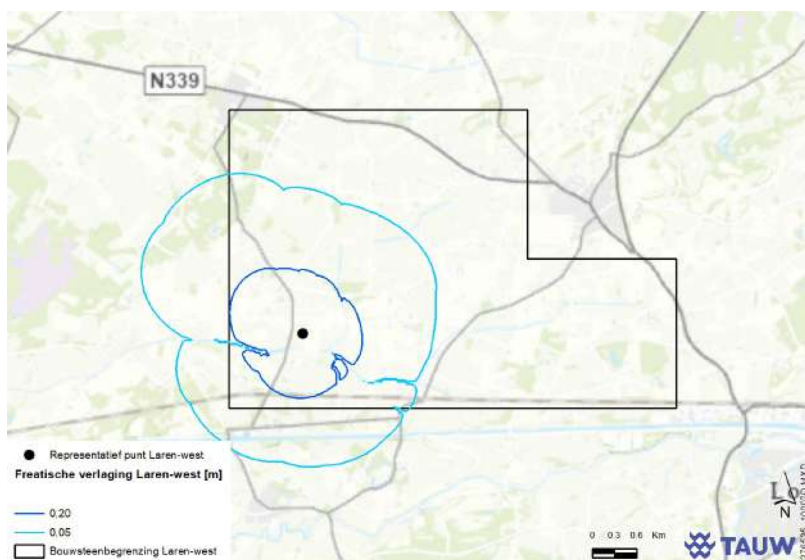 N339
Representatief punt Laren-west
Freatische verlaging Laren-west [m]
0,20
0,05
Bouwsteenbegrenzing Laren-west
0 0.3 0.6 Km
Lo
N
TAUW